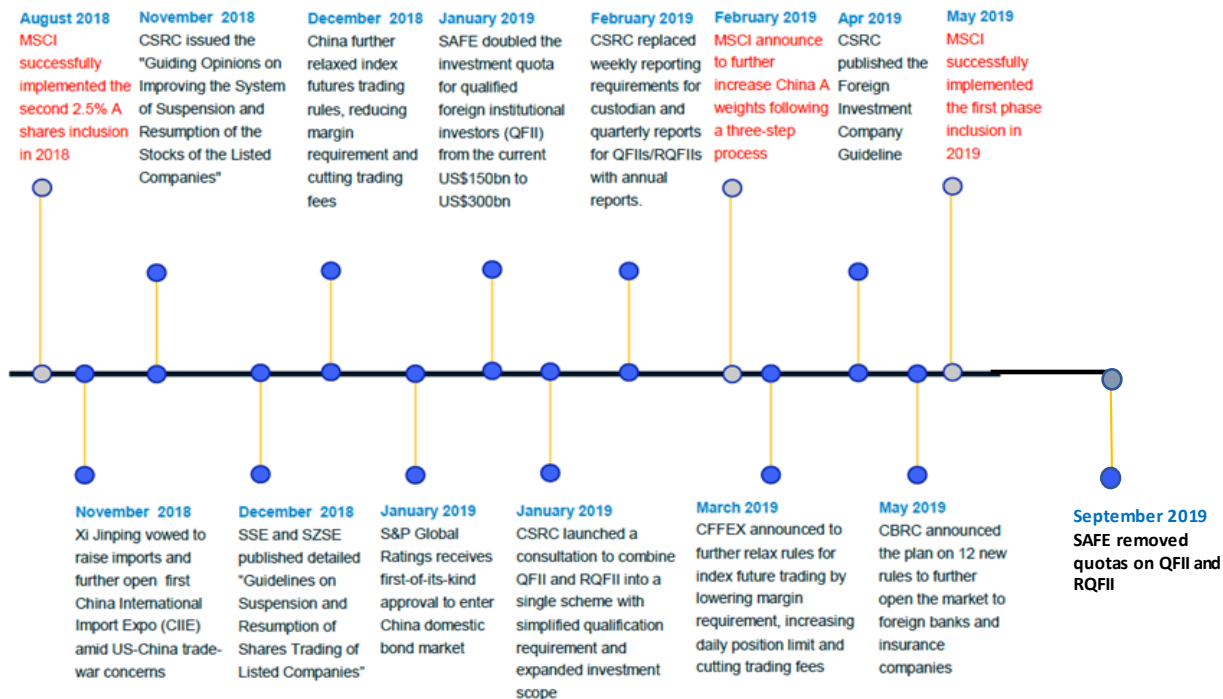 August 2018
MSCI
successfully
implemented the
second 2.5% A
shares inclusion
in 2018
November 2018
CSRC issued the
"Guiding Opinions on
Improving the System
of Suspension and
Resumption of the
Stocks of the Listed
Companies"
December 2018
China further
relaxed index
futures trading
rules, reducing
margin
requirement and
cutting trading
fees
January 2019
SAFE doubled the
investment quota
for qualified
foreign institutional
investors (QFII)
from the current
US$150bn to
US$300bn
February 2019
CSRC replaced
weekly reporting
requirements for
custodian and
quarterly reports
for QFIIs/RQFIIs
with annual
reports.
February 2019
MSCI announce
to further
increase China A
weights following
a three-step
process
Apr 2019
CSRC
published the
Foreign
Investment
Company
Guideline
May 2019
MSCI
successfully
implemented
the first phase
inclusion in
2019
November 2018
Xi Jinping vowed to
raise imports and
further open first
China International
Import Expo (CIIE)
amid US-China trade-
war concerns
December 2018
SSE and SZSE
published detailed
"Guidelines on
Suspension and
Resumption of
Shares Trading of
Listed Companies"
January 2019
S&P Global
Ratings receives
first-of-its-kind
approval to enter
China domestic
bond market
January 2019
CSRC launched a
consultation to combine
QFII and RQFII into a
single scheme with
simplified qualification
requirement and
expanded investment
scope
March 2019
CFFEX announced to
further relax rules for
index future trading by
lowering margin
requirement, increasing
daily position limit and
cutting trading fees
May 2019
CBRC announced
the plan on 12 new
rules to further
open the market to
foreign banks and
insurance
companies
September 2019
SAFE removed
quotas on QFII and
RQFII